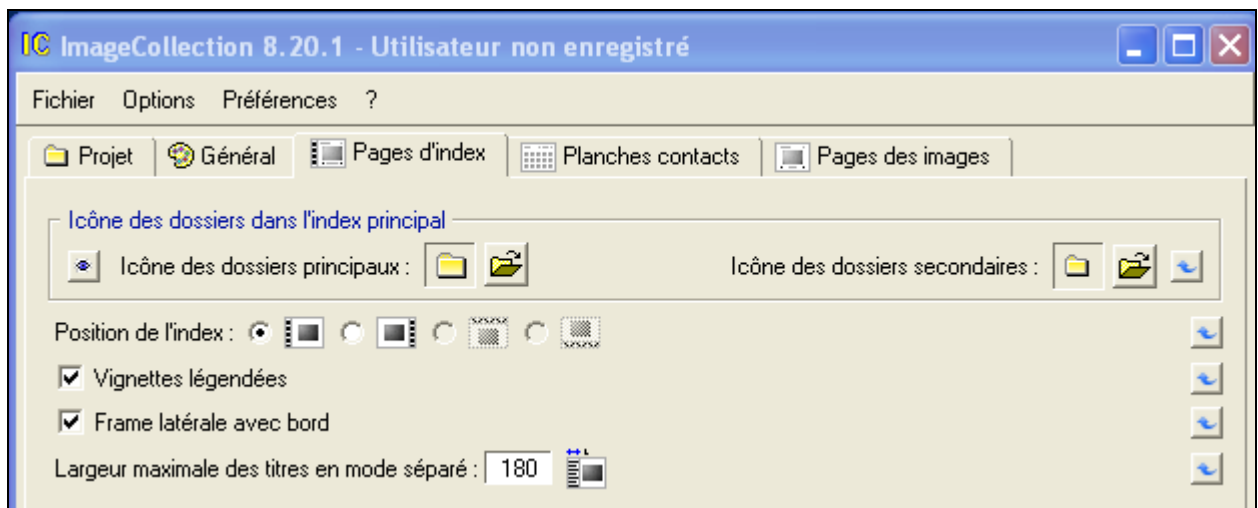 IC ImageCollection 8.20.1 - Utilisateur non enregistré
Fichier Options Préférences ?
Projet Général Pages d'index Planches contacts Pages des images
Icône des dossiers dans l'index principal
Icône des dossiers principaux : Icône des dossiers secondaires :
Position de l'index :
Vignettes légendées
Frame latérale avec bord
Largeur maximale des titres en mode séparé : 180